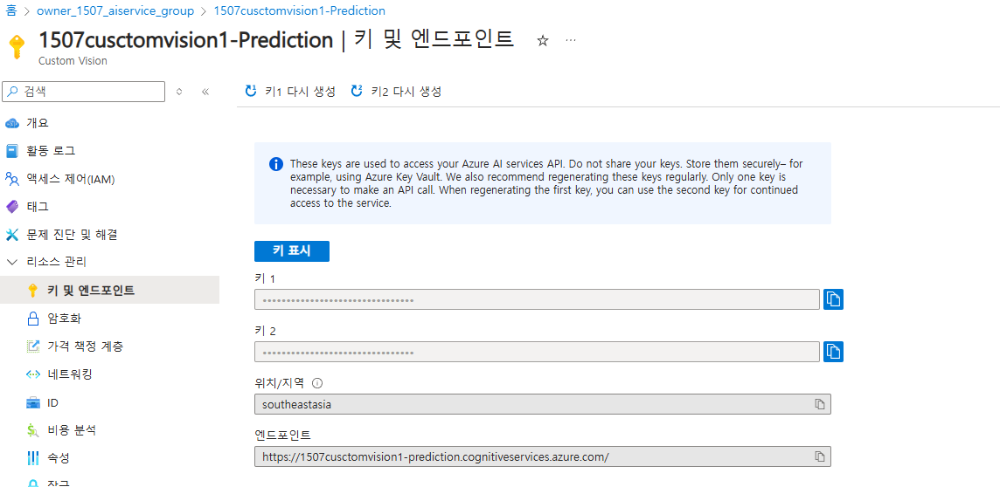 홈 > owner_1507_aiservice_group > 1507cusctomvision1-Prediction
1507cusctomvision1-Prediction | 키 및 엔드포인트
Custom Vision
검색
키1 다시 생성
키2 다시 생성
개요
활동 로그
액세스 제어(IAM)
태그
문제 진단 및 해결
리소스 관리
키 및 엔드포인트
암호화
가격 책정 계층
네트워킹
ID
비용 분석
속성
잠금
These keys are used to access your Azure AI services API. Do not share your keys. Store them securely– for
example, using Azure Key Vault. We also recommend regenerating these keys regularly. Only one key is
necessary to make an API call. When regenerating the first key, you can use the second key for continued
access to the service.
키 표시
키 1
키 2
위치/지역
southeastasia
엔드포인트
https://1507cusctomvision1-prediction.cognitiveservices.azure.com/